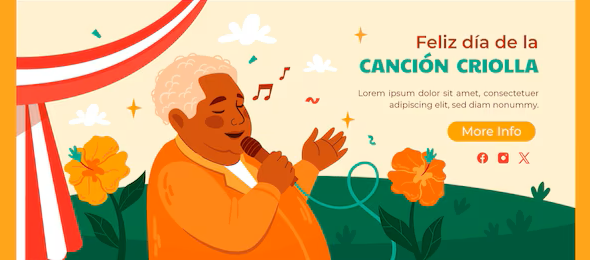 Feliz día de la
CANCIÓN CRIOLLA
Lorem ipsum dolor sit amet, consectetuer
adipiscing elit, sed diam nonummy.
More Info